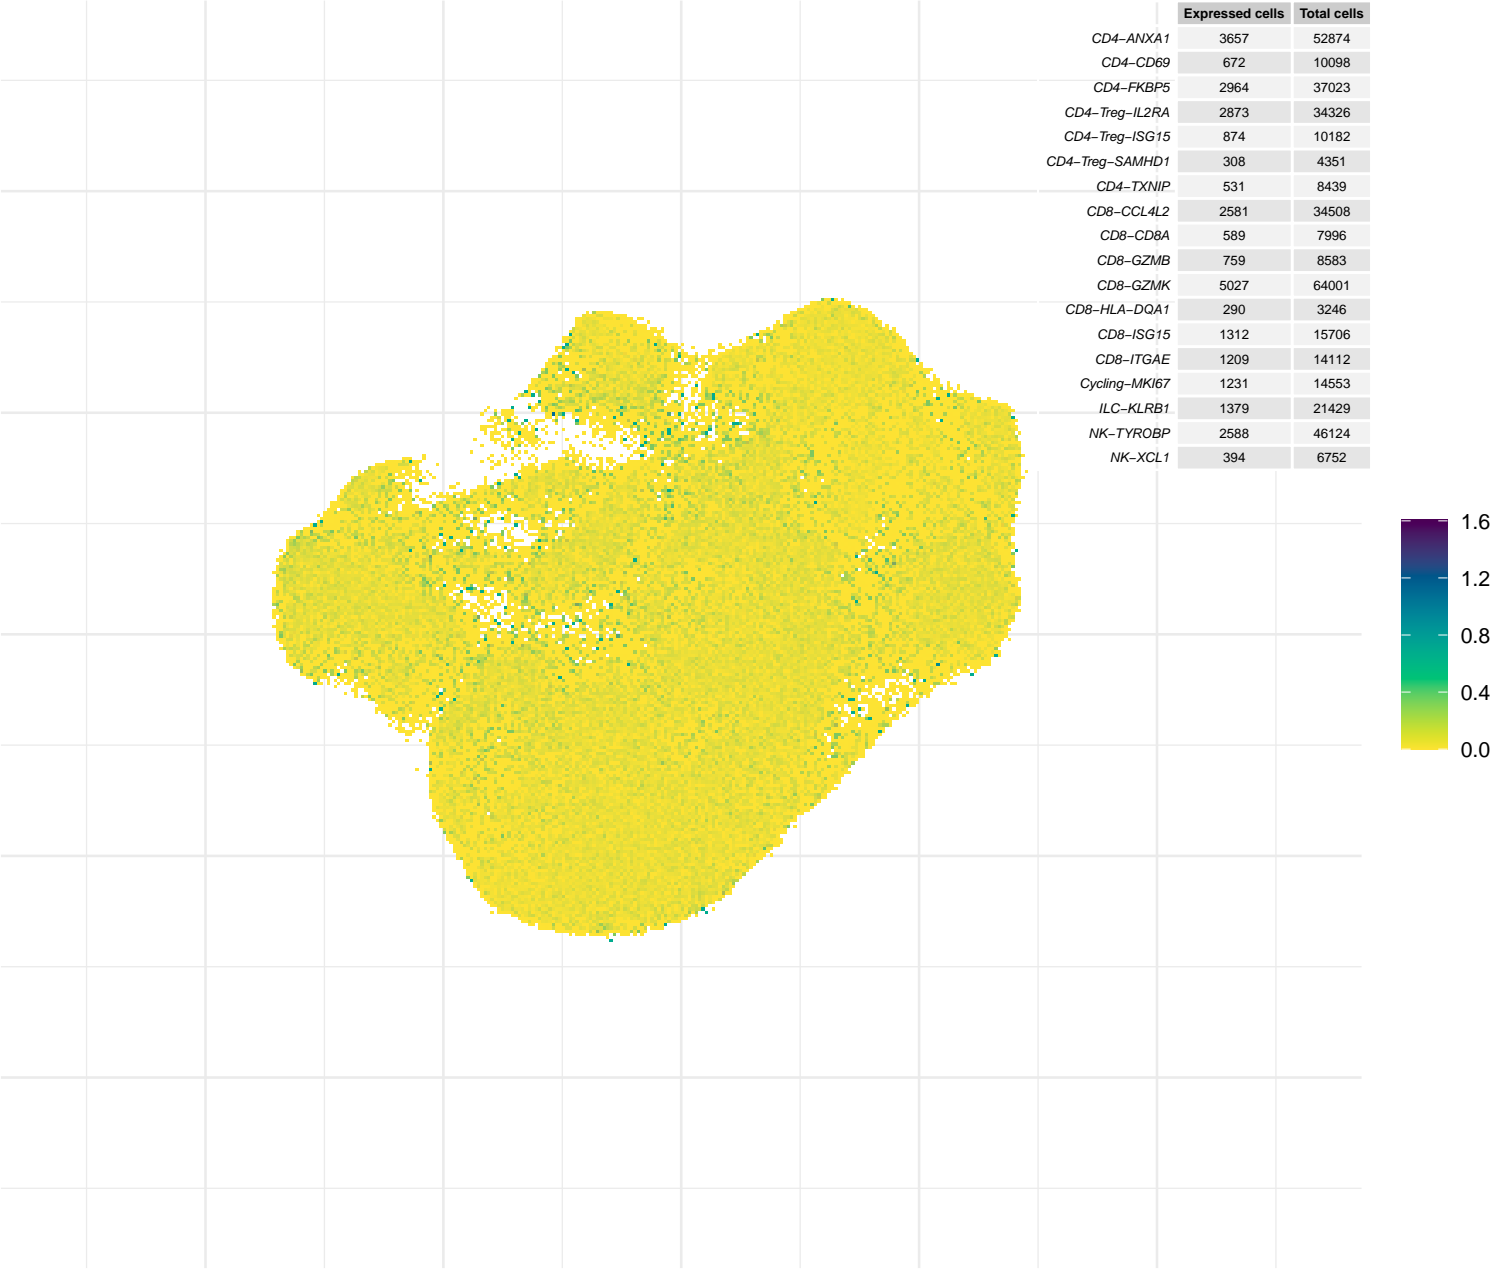 Expressed cells Total cells
CD4−ANXA1 3657 52874
CD4−CD69 672 10098
CD4−FKBP5 2964 37023
CD4−Treg−IL2RA 2873 34326
CD4−Treg−ISG15 874 10182
CD4−Treg−SAMHD1 308 4351
CD4−TXNIP 531 8439
CD8−CCL4L2 2581 34508
CD8−CD8A 589 7996
CD8−GZMB 759 8583
CD8−GZMK 5027 64001
CD8−HLA−DQA1 290 3246
CD8−ISG15 1312 15706
CD8−ITGAE 1209 14112
Cycling−MKI67 1231 14553
ILC−KLRB1 1379 21429
NK−TYROBP 2588 46124
NK−XCL1 394 6752
1.6
1.2
0.8
0.4
0.0